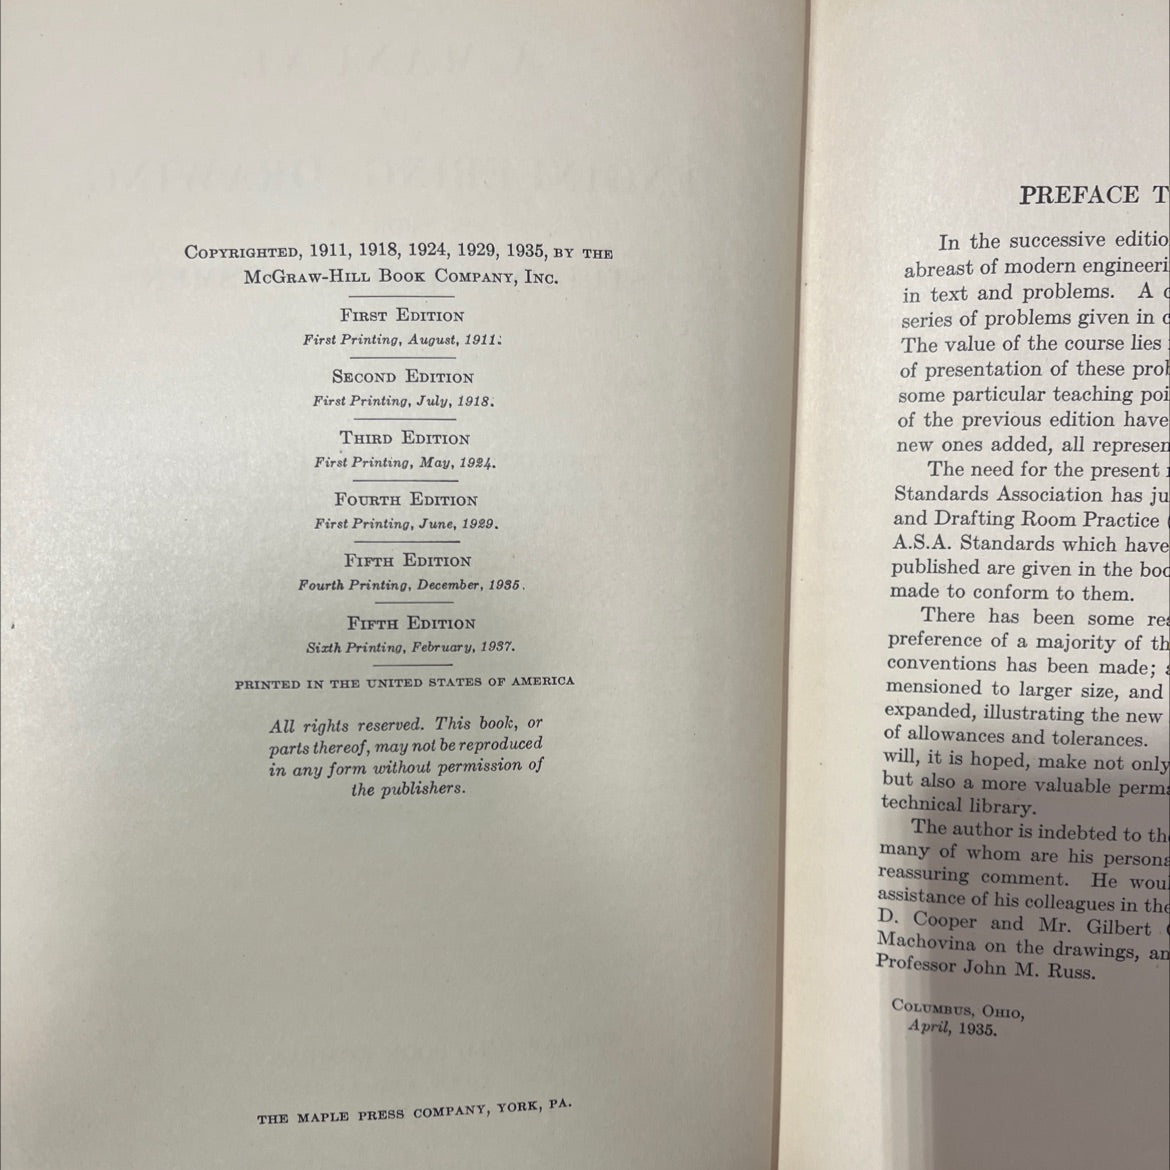 COPYRIGHTED, 1911, 1918, 1924, 1929, 1935, BY THE
MCGRAW-HILL BOOK COMPANY, INC.
FIRST EDITION
First Printing, August, 1911.
SECOND EDITION
First Printing, July, 1918.
THIRD EDITION
First Printing, May, 1924.
FOURTH EDITION
First Printing, June, 1929.
FIFTH EDITION
Fourth Printing, December, 1935.
FIFTH EDITION
Sixth Printing, February, 1937.
PRINTED IN THE UNITED STATES OF AMERICA
All rights reserved. This book, or
parts thereof, may not be reproduced
in any form without permission of
the publishers.
THE MAPLE PRESS COMPANY, YORK, PA.
PREFACE T
In the successive editio
abreast of modern engineeri
in text and problems. A
series of problems given in
The value of the course lies
of presentation of these prob
some particular teaching poi
of the previous edition have
new ones added, all represen
The need for the present
Standards Association has ju
and Drafting Room Practice (
A.S.A. Standards which have
published are given in the bod
made to conform to them.
There has been some rea
preference of a majority of th
conventions has been made;
mensioned to larger size, and
expanded, illustrating the new
of allowances and tolerances.
will, it is hoped, make not only
but also a more valuable perma
technical library.
The author is indebted to the
many of whom are his persona
reassuring comment. He woul
assistance of his colleagues in the
D. Cooper and Mr. Gilbert
Machovina on the drawings, an
Professor John M. Russ.
COLUMBUS, OHIO,
April, 1935.